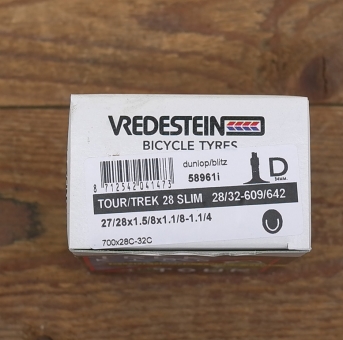 VREDESTEIN
BICYCLE TYRES
dunlop/blitz
8 712542 041473
58961i
D
TOUR/TREK 28 SLIM 28/32-609/642
27/28x1.5/8x1.1/8-1.1/4
700x28C-32C